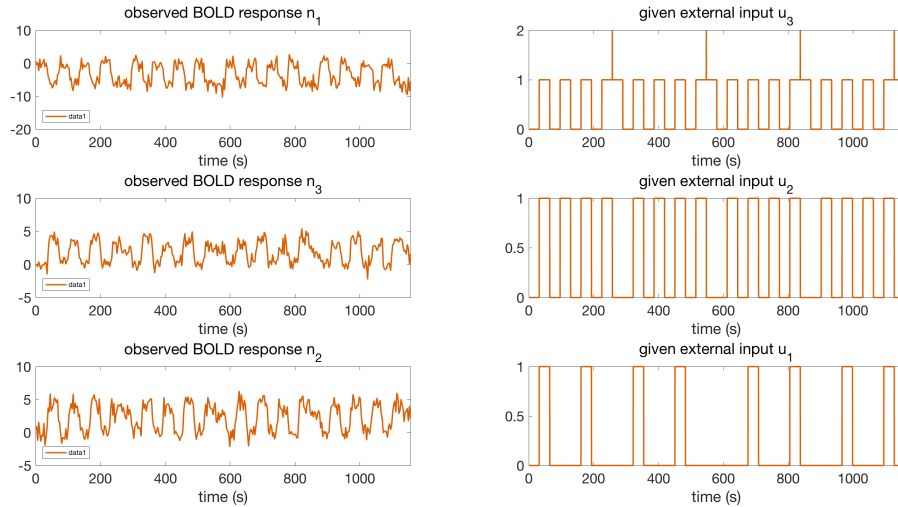 observed BOLD response n1
10
0
-10
-20
data1
0 200 400 600 800 1000
time (s)
given external input u3
2
1
0
0 200 400 600 800 1000
time (s)
observed BOLD response n3
10
5
0
-5
data1
0 200 400 600 800 1000
time (s)
given external input u2
1
0.5
0
0 200 400 600 800 1000
time (s)
observed BOLD response n2
10
5
0
-5
data1
0 200 400 600 800 1000
time (s)
given external input u1
1
0.5
0
0 200 400 600 800 1000
time (s)